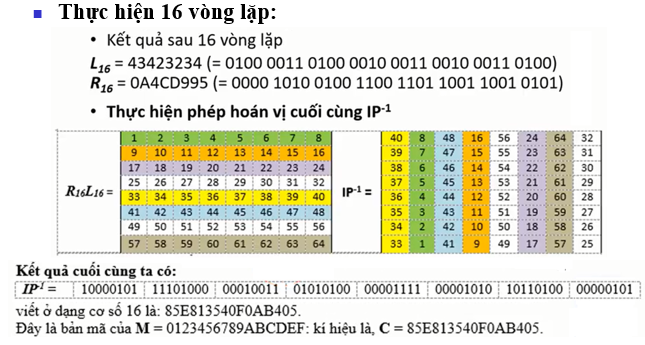 Thực hiện 16 vòng lặp:
• Kết quả sau 16 vòng lặp
L16 = 43423234 (= 0100 0011 0100 0010 0011 0010 0011 0100)
R16 = 0A4CD995 (= 0000 1010 0100 1100 1101 1001 1001 0101)
• Thực hiện phép hoán vị cuối cùng IP-1
R16L16 =
1 2 3 4 5 6 7 8
9 10 11 12 13 14 15 16
17 18 19 20 21 22 23 24
25 26 27 28 29 30 31 32
33 34 35 36 37 38 39 40
41 42 43 44 45 46 47 48
49 50 51 52 53 54 55 56
57 58 59 60 61 62 63 64
IP-1 =
40 8 48 16 56 24 64 32
39 7 47 15 55 23 63 31
38 6 46 14 54 22 62 30
37 5 45 13 53 21 61 29
36 4 44 12 52 20 60 28
35 3 43 11 51 19 59 27
34 2 42 10 50 18 58 26
33 1 41 9 49 17 57 25
Kết quả cuối cùng ta có:
IP-1 = 10000101 11101000 00010011 01010100 00001111 00001010 10110100 00000101
viết ở dạng cơ số 16 là: 85E813540F0AB405.
Đây là bản mã của M = 0123456789ABCDEF: kí hiệu là, C = 85E813540F0AB405.